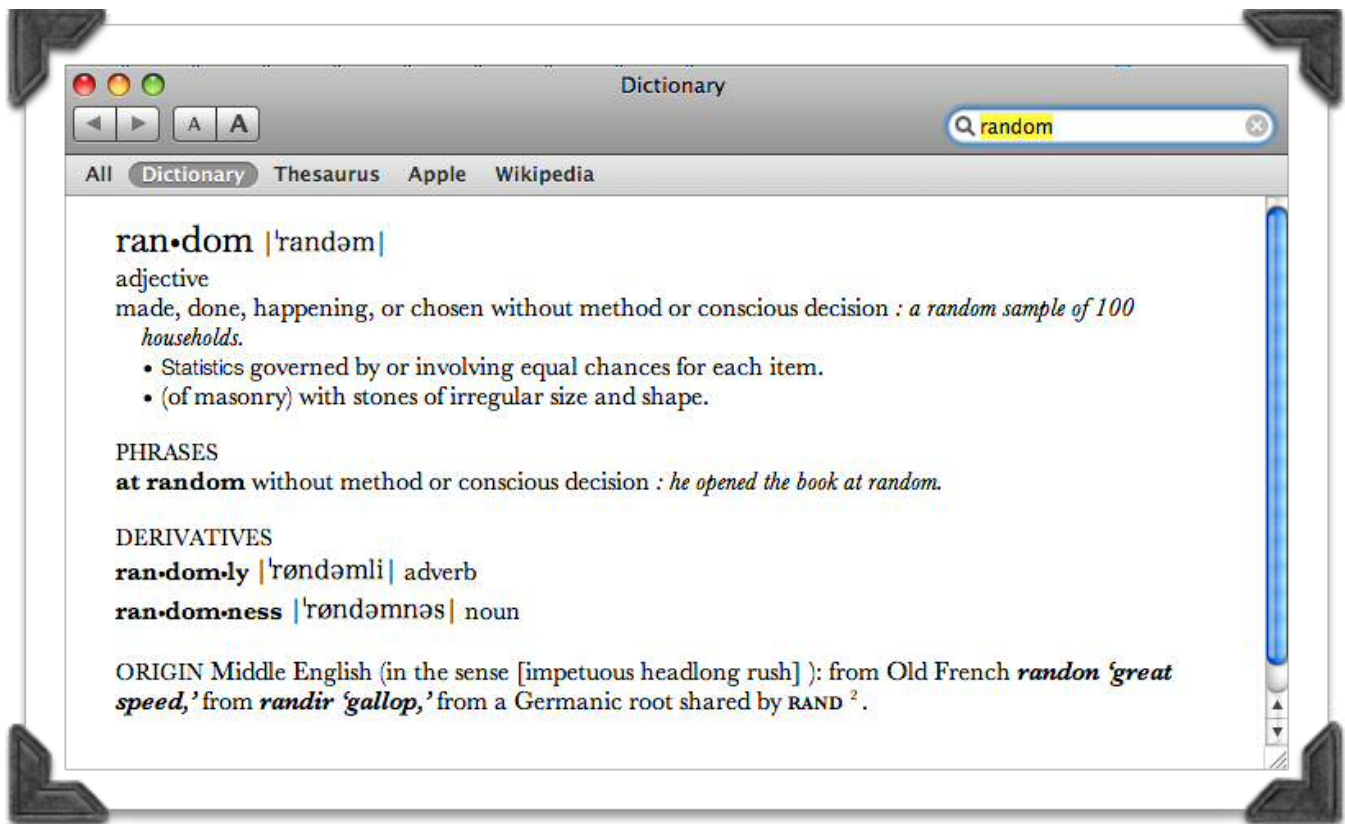 Dictionary
A A
random
All Dictionary Thesaurus Apple Wikipedia
ran•dom |ˈrandəm|
adjective
made, done, happening, or chosen without method or conscious decision : a random sample of 100
households.
• Statistics governed by or involving equal chances for each item.
• (of masonry) with stones of irregular size and shape.
PHRASES
at random without method or conscious decision : he opened the book at random.
DERIVATIVES
ran•dom•ly |ˈrøndəmli| adverb
ran•dom•ness |ˈrøndəmnəs| noun
ORIGIN Middle English (in the sense [impetuous headlong rush] ): from Old French randon ‘great
speed,’ from randir ‘gallop,’ from a Germanic root shared by RAND ² .